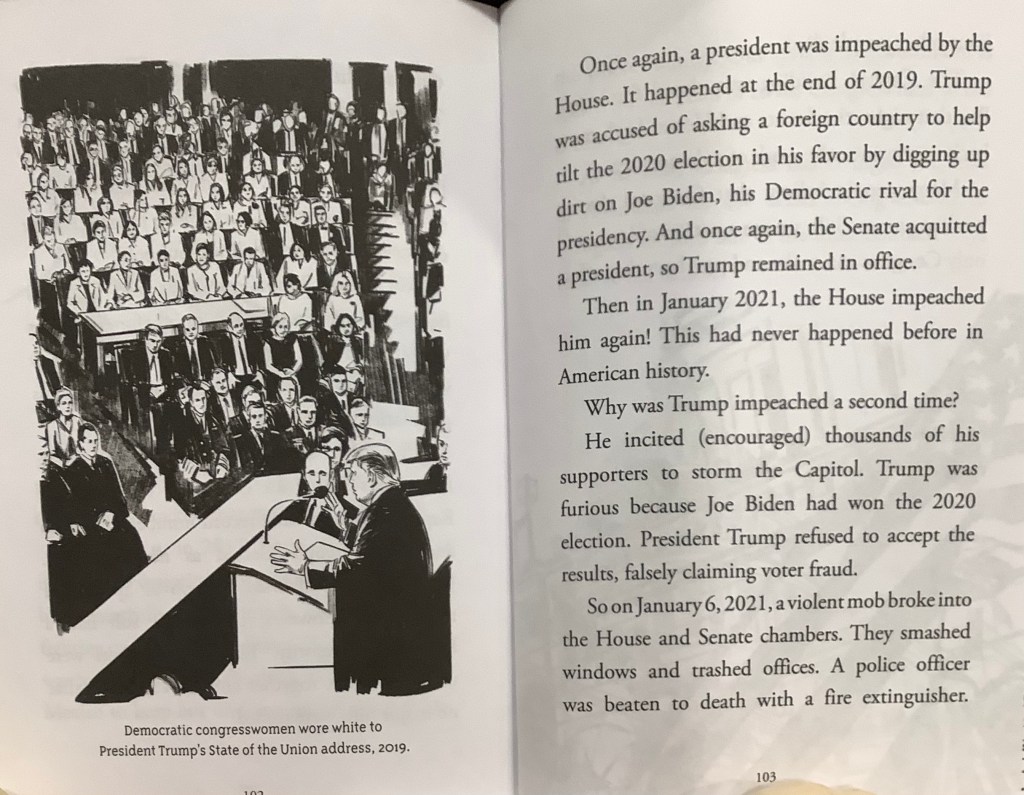 Democratic congresswomen wore white to
President Trump's State of the Union address, 2019.
102
Once again, a president was impeached by the
House. It happened at the end of 2019. Trump
was accused of asking a foreign country to help
tilt the 2020 election in his favor by digging up
dirt on Joe Biden, his Democratic rival for the
presidency. And once again, the Senate acquitted
a president, so Trump remained in office.
Then in January 2021, the House impeached
him again! This had never happened before in
American history.
Why was Trump impeached a second time?
He incited (encouraged) thousands of his
supporters to storm the Capitol. Trump was
furious because Joe Biden had won the 2020
election. President Trump refused to accept the
results, falsely claiming voter fraud.
So on January 6, 2021, a violent mob broke into
the House and Senate chambers. They smashed
windows and trashed offices. A police officer
was beaten to death with a fire extinguisher.
103